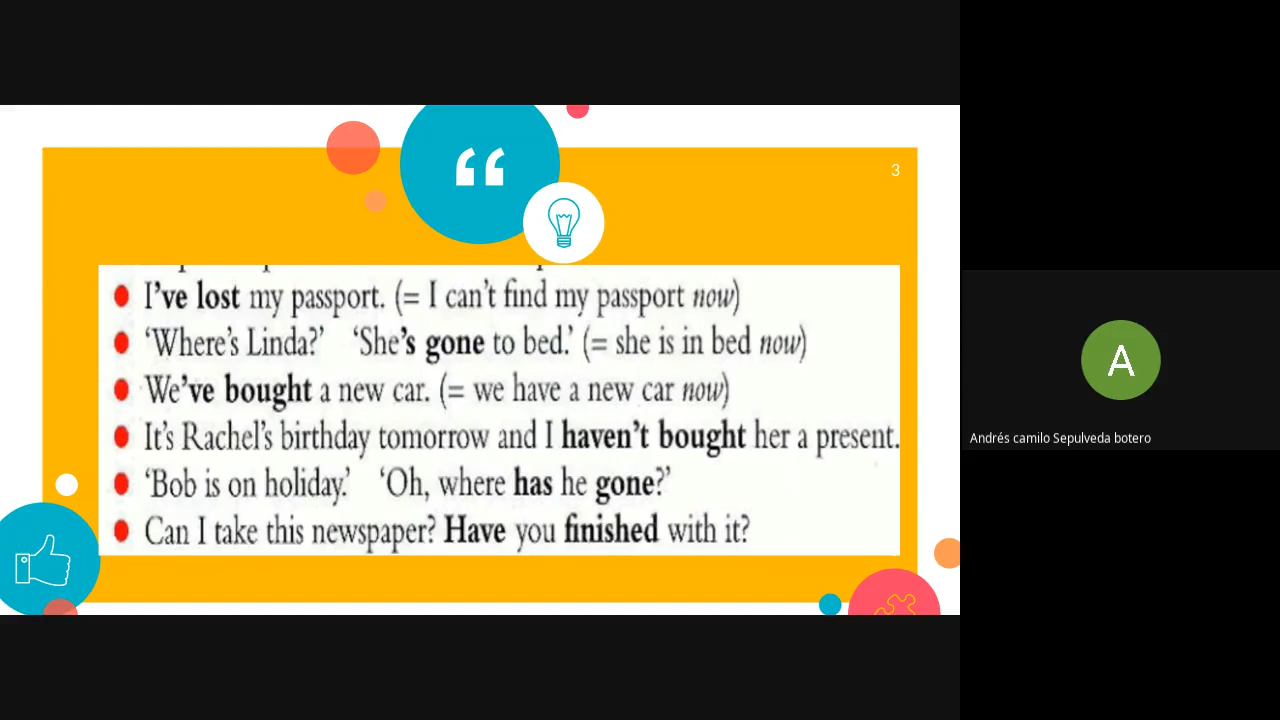 “
3
I’ve lost my passport. (= I can’t find my passport now)
‘Where’s Linda?’ ‘She’s gone to bed.’ (= she is in bed now)
We’ve bought a new car. (= we have a new car now)
It’s Rachel’s birthday tomorrow and I haven’t bought her a present.
‘Bob is on holiday.’ ‘Oh, where has he gone?’
Can I take this newspaper? Have you finished with it?
A
Andrés camilo Sepulveda botero